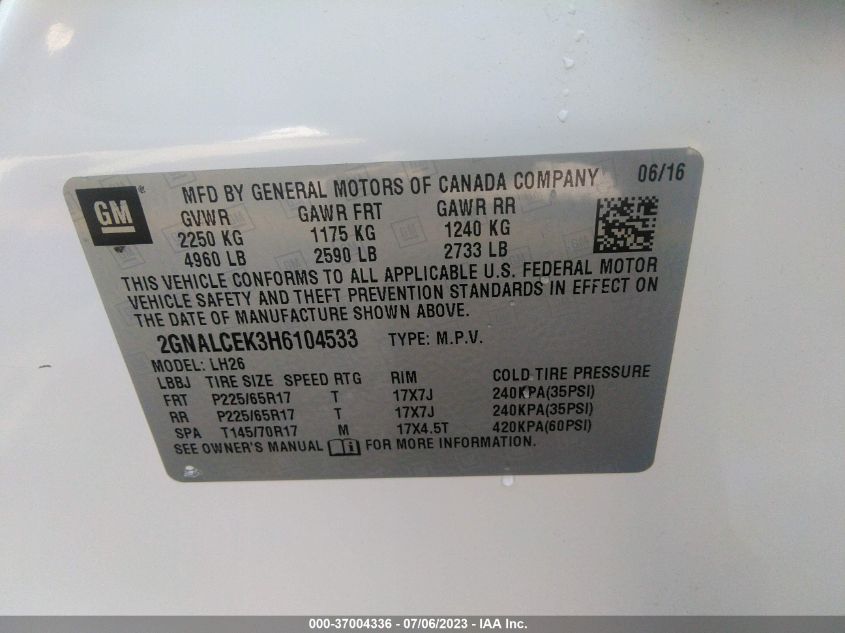 GM ® MFD BY GENERAL MOTORS OF CANADA COMPANY 06/16
GVWR GAWR FRT GAWR RR
2250 KG 1175 KG 1240 KG
4960 LB 2590 LB 2733 LB
THIS VEHICLE CONFORMS TO ALL APPLICABLE U.S. FEDERAL MOTOR
VEHICLE SAFETY AND THEFT PREVENTION STANDARDS IN EFFECT ON
THE DATE OF MANUFACTURE SHOWN ABOVE.
2GNALCEK3H6104533 TYPE: M.P.V.
MODEL: LH26
LBBJ TIRE SIZE SPEED RTG RIM COLD TIRE PRESSURE
FRT P225/65R17 T 17X7J 240KPA(35PSI)
RR P225/65R17 T 17X7J 240KPA(35PSI)
SPA T145/70R17 M 17X4.5T 420KPA(60PSI)
SEE OWNER'S MANUAL FOR MORE INFORMATION.
000-37004336 - 07/06/2023 - IAA Inc.